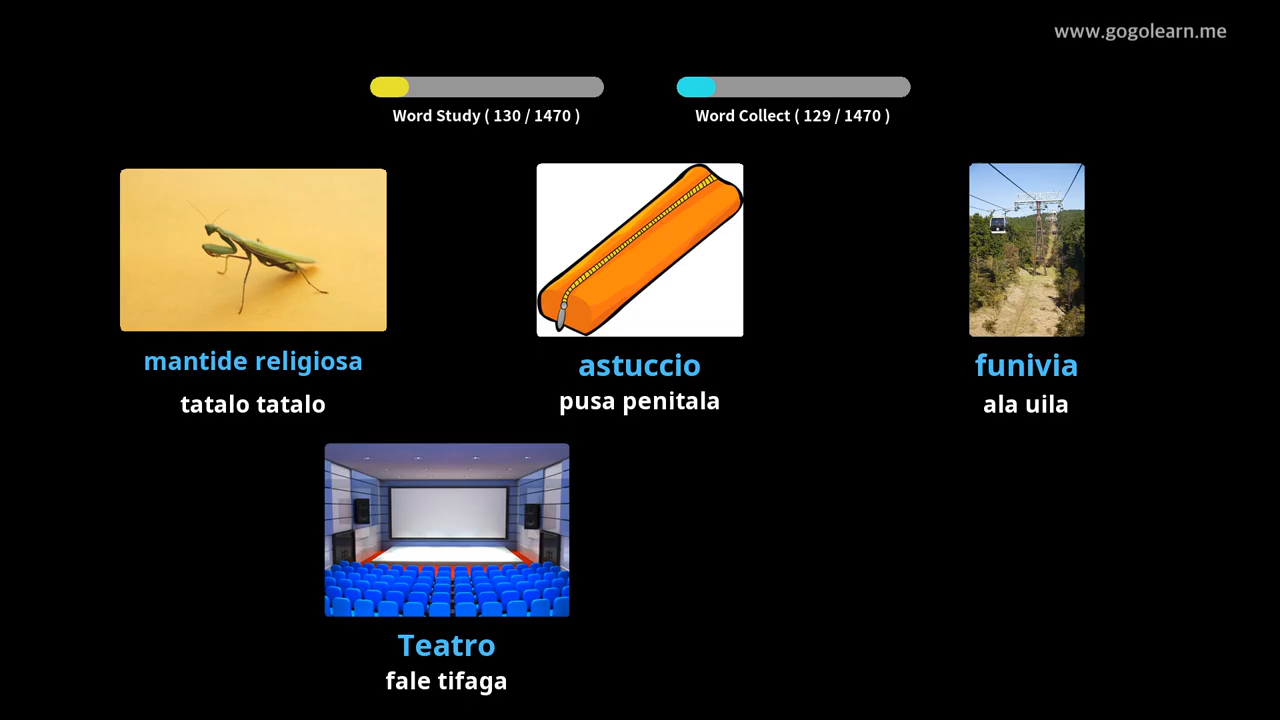 www.gogolearn.me
Word Study ( 130 / 1470 )
Word Collect ( 129 / 1470 )
mantide religiosa
tatalo tatalo
astuccio
pusa penitala
funivia
ala uila
Teatro
fale tifaga